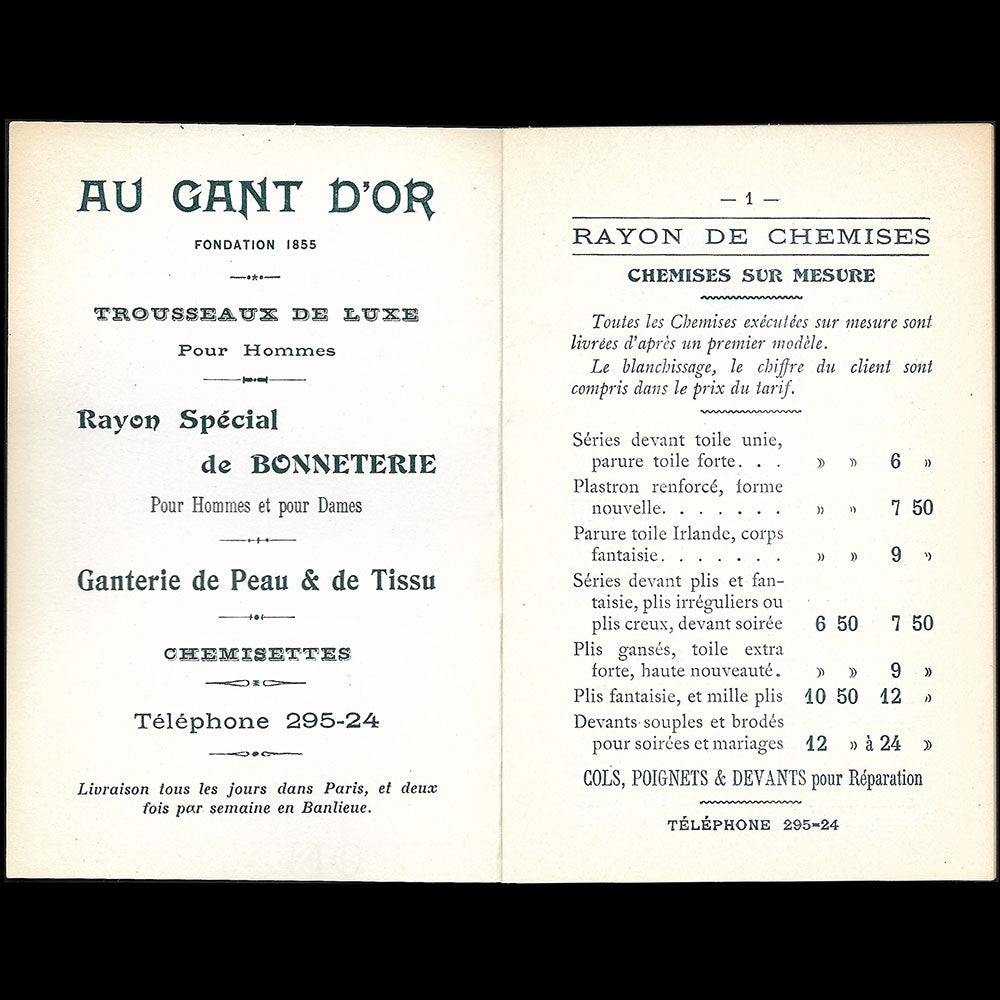 AU GANT D'OR
FONDATION 1855
TROUSSEAUX DE LUXE
Pour Hommes
Rayon Spécial
de BONNETERIE
Pour Hommes et pour Dames
Ganterie de Peau & de Tissu
CHEMISETTES
Téléphone 295-24
Livraison tous les jours dans Paris, et deux
fois par semaine en Banlieue.
— 1 —
RAYON DE CHEMISES
CHEMISES SUR MESURE
Toutes les Chemises exécutées sur mesure sont
livrées d'après un premier modèle.
Le blanchissage, le chiffre du client sont
compris dans le prix du tarif.
Séries devant toile unie,
parure toile forte. . . » » 6 »
Plastron renforcé, forme
nouvelle. . . . . . . » » 7 50
Parure toile Irlande, corps
fantaisie. . . . . . . » » 9 »
Séries devant plis et fan-
taisie, plis irréguliers ou
plis creux, devant soirée 6 50 7 50
Plis gansés, toile extra
forte, haute nouveauté. » » 9 »
Plis fantaisie, et mille plis 10 50 12 »
Devants souples et brodés
pour soirées et mariages 12 » à 24 »
COLS, POIGNETS & DEVANTS pour Réparation
TÉLÉPHONE 295-24